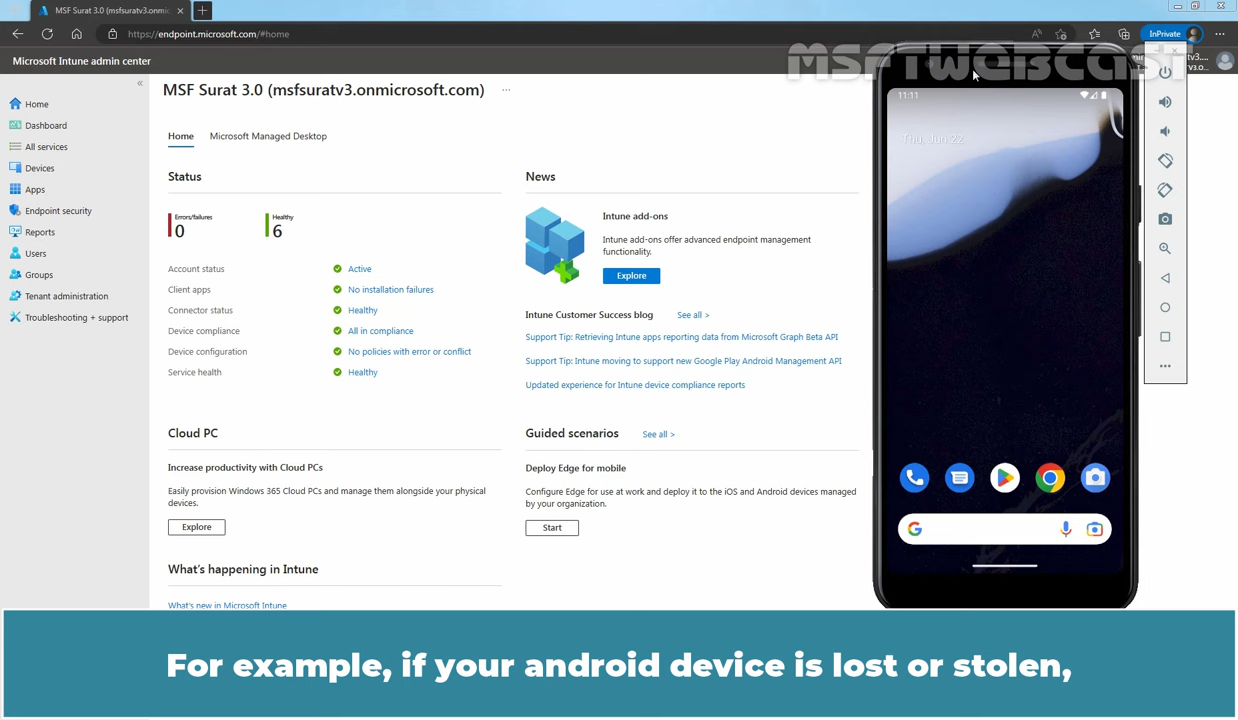 MSF Surat 3.0 (msfsuratv3.onmicr
https://endpoint.microsoft.com/#home
InPrivate
MSFTWEBCAST
Microsoft Intune admin center
Home
Dashboard
All services
Devices
Apps
Endpoint security
Reports
Users
Groups
Tenant administration
Troubleshooting + support
MSF Surat 3.0 (msfsuratv3.onmicrosoft.com)
Home
Microsoft Managed Desktop
Status
Errors/failures
0
Healthy
6
Account status
Active
Client apps
No installation failures
Connector status
Healthy
Device compliance
All in compliance
Device configuration
No policies with error or conflict
Service health
Healthy
News
Intune add-ons
Intune add-ons offer advanced endpoint management
functionality.
Explore
Intune Customer Success blog
See all >
Support Tip: Retrieving Intune apps reporting data from Microsoft Graph Beta API
Support Tip: Intune moving to support new Google Play Android Management API
Updated experience for Intune device compliance reports
Cloud PC
Increase productivity with Cloud PCs
Easily provision Windows 365 Cloud PCs and manage them alongside your physical
devices.
Explore
Guided scenarios
See all >
Deploy Edge for mobile
Configure Edge for use at work and deploy it to the iOS and Android devices managed
by your organization.
Start
What's happening in Intune
What's new in Microsoft Intune
11:11
Thu, Jun 22
For example, if your android device is lost or stolen,